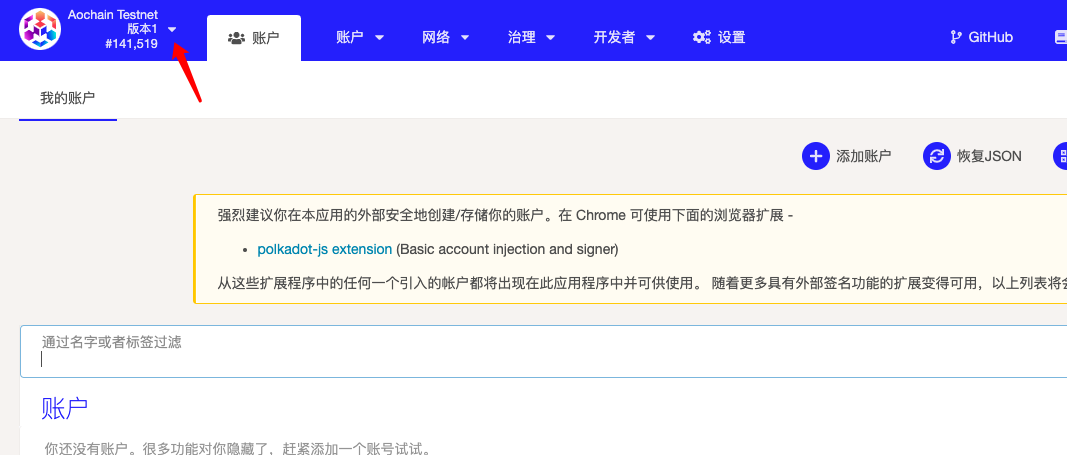 Aochain Testnet
版本1
#141,519
账户
账户
网络
治理
开发者
设置
GitHub
我的账户
添加账户
恢复JSON
强烈建议你在本应用的外部安全地创建/存储你的账户。在 Chrome 可使用下面的浏览器扩展 -
• polkadot-js extension (Basic account injection and signer)
从这些扩展程序中的任何一个引入的帐户都将出现在此应用程序中并可供使用。 随着更多具有外部签名功能的扩展变得可用，以上列表将会
通过名字或者标签过滤
账户
你还没有账户。很多功能对你隐藏了，赶紧添加一个账号试试。